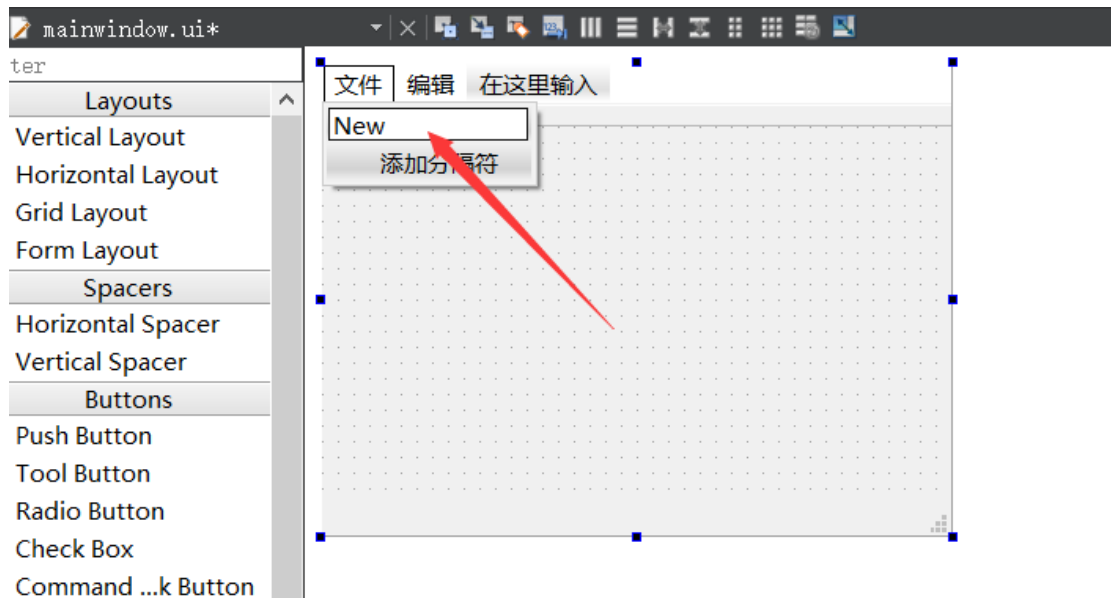 mainwindow.ui*
ter
Layouts
Vertical Layout
Horizontal Layout
Grid Layout
Form Layout
Spacers
Horizontal Spacer
Vertical Spacer
Buttons
Push Button
Tool Button
Radio Button
Check Box
Command ...k Button
文件 编辑 在这里输入
New
添加分隔符